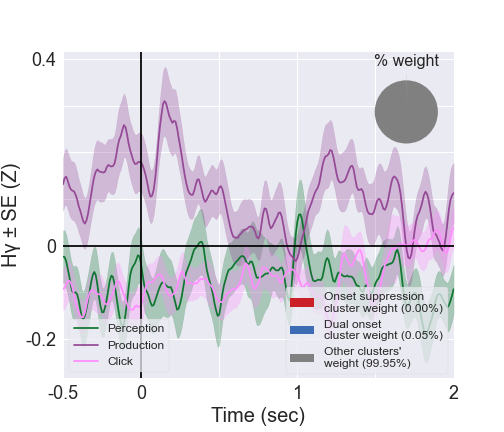 % weight
0.4
0
-0.2
Hγ ± SE (Z)
Perception
Production
Click
Onset suppression
cluster weight (0.00%)
Dual onset
cluster weight (0.05%)
Other clusters'
weight (99.95%)
-0.5
0
1
2
Time (sec)